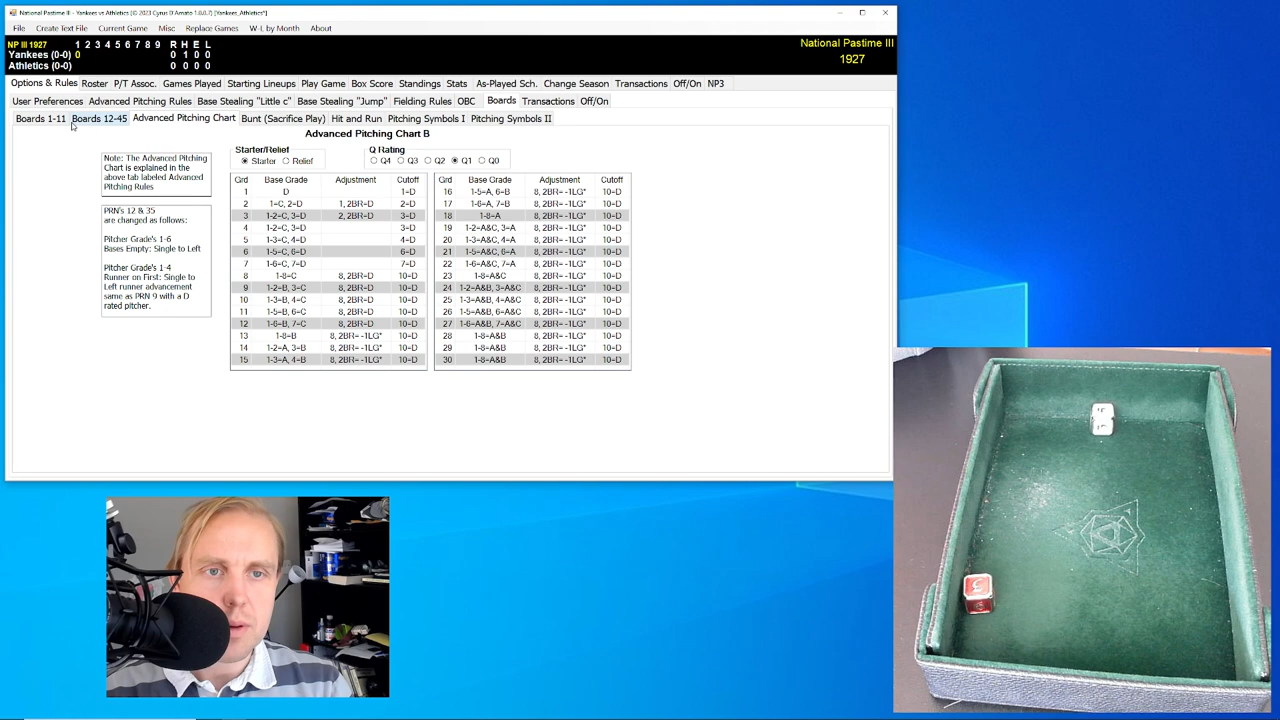 National Pastime III - Yankees vs Athletics (© 2023 Cyrus D'Amato 1.0.0.7) [Yankees_Athletics*]
File Create Text File Current Game Misc Replace Games W-L by Month About
NP III 1927 1 2 3 4 5 6 7 8 9 R H E L
Yankees (0-0) 0 0 1 0 0
Athletics (0-0) 0 0 0 0
National Pastime III
1927
Options & Rules Roster P/T Assoc. Games Played Starting Lineups Play Game Box Score Standings Stats As-Played Sch. Change Season Transactions Off/On NP3
User Preferences Advanced Pitching Rules Base Stealing "Little c" Base Stealing "Jump" Fielding Rules OBC Boards Transactions Off/On
Boards 1-11 Boards 12-45 Advanced Pitching Chart Bunt (Sacrifice Play) Hit and Run Pitching Symbols I Pitching Symbols II
Advanced Pitching Chart B
Note: The Advanced Pitching
Chart is explained in the
above tab labeled Advanced
Pitching Rules
PRN's 12 & 35
are changed as follows:
Pitcher Grade's 1-6
Bases Empty: Single to Left
Pitcher Grade's 1-4
Runner on First: Single to
Left runner advancement
same as PRN 9 with a D
rated pitcher.
Starter/Relief
Starter Relief
Q Rating
Q4 Q3 Q2 Q1 Q0
Grd Base Grade Adjustment Cutoff
1 D 1=D
2 1=C, 2=D 1, 2BR=D 2=D
3 1-2=C, 3=D 2, 2BR=D 3=D
4 1-2=C, 3=D 3=D
5 1-3=C, 4=D 4=D
6 1-5=C, 6=D 6=D
7 1-6=C, 7=D 7=D
8 1-8=C 8, 2BR=D 10=D
9 1-2=B, 3=C 8, 2BR=D 10=D
10 1-3=B, 4=C 8, 2BR=D 10=D
11 1-5=B, 6=C 8, 2BR=D 10=D
12 1-6=B, 7=C 8, 2BR=D 10=D
13 1-8=B 8, 2BR= -1LG* 10=D
14 1-2=A, 3=B 8, 2BR= -1LG* 10=D
15 1-3=A, 4=B 8, 2BR= -1LG* 10=D
Grd Base Grade Adjustment Cutoff
16 1-5=A, 6=B 8, 2BR= -1LG* 10=D
17 1-6=A, 7=B 8, 2BR= -1LG* 10=D
18 1-8=A 8, 2BR= -1LG* 10=D
19 1-2=A&C, 3=A 8, 2BR= -1LG* 10=D
20 1-3=A&C, 4=A 8, 2BR= -1LG* 10=D
21 1-5=A&C, 6=A 8, 2BR= -1LG* 10=D
22 1-6=A&C, 7=A 8, 2BR= -1LG* 10=D
23 1-8=A&C 8, 2BR= -1LG* 10=D
24 1-2=A&B, 3=A&C 8, 2BR= -1LG* 10=D
25 1-3=A&B, 4=A&C 8, 2BR= -1LG* 10=D
26 1-5=A&B, 6=A&C 8, 2BR= -1LG* 10=D
27 1-6=A&B, 7=A&C 8, 2BR= -1LG* 10=D
28 1-8=A&B 8, 2BR= -1LG* 10=D
29 1-8=A&B 8, 2BR= -1LG* 10=D
30 1-8=A&B 8, 2BR= -1LG* 10=D